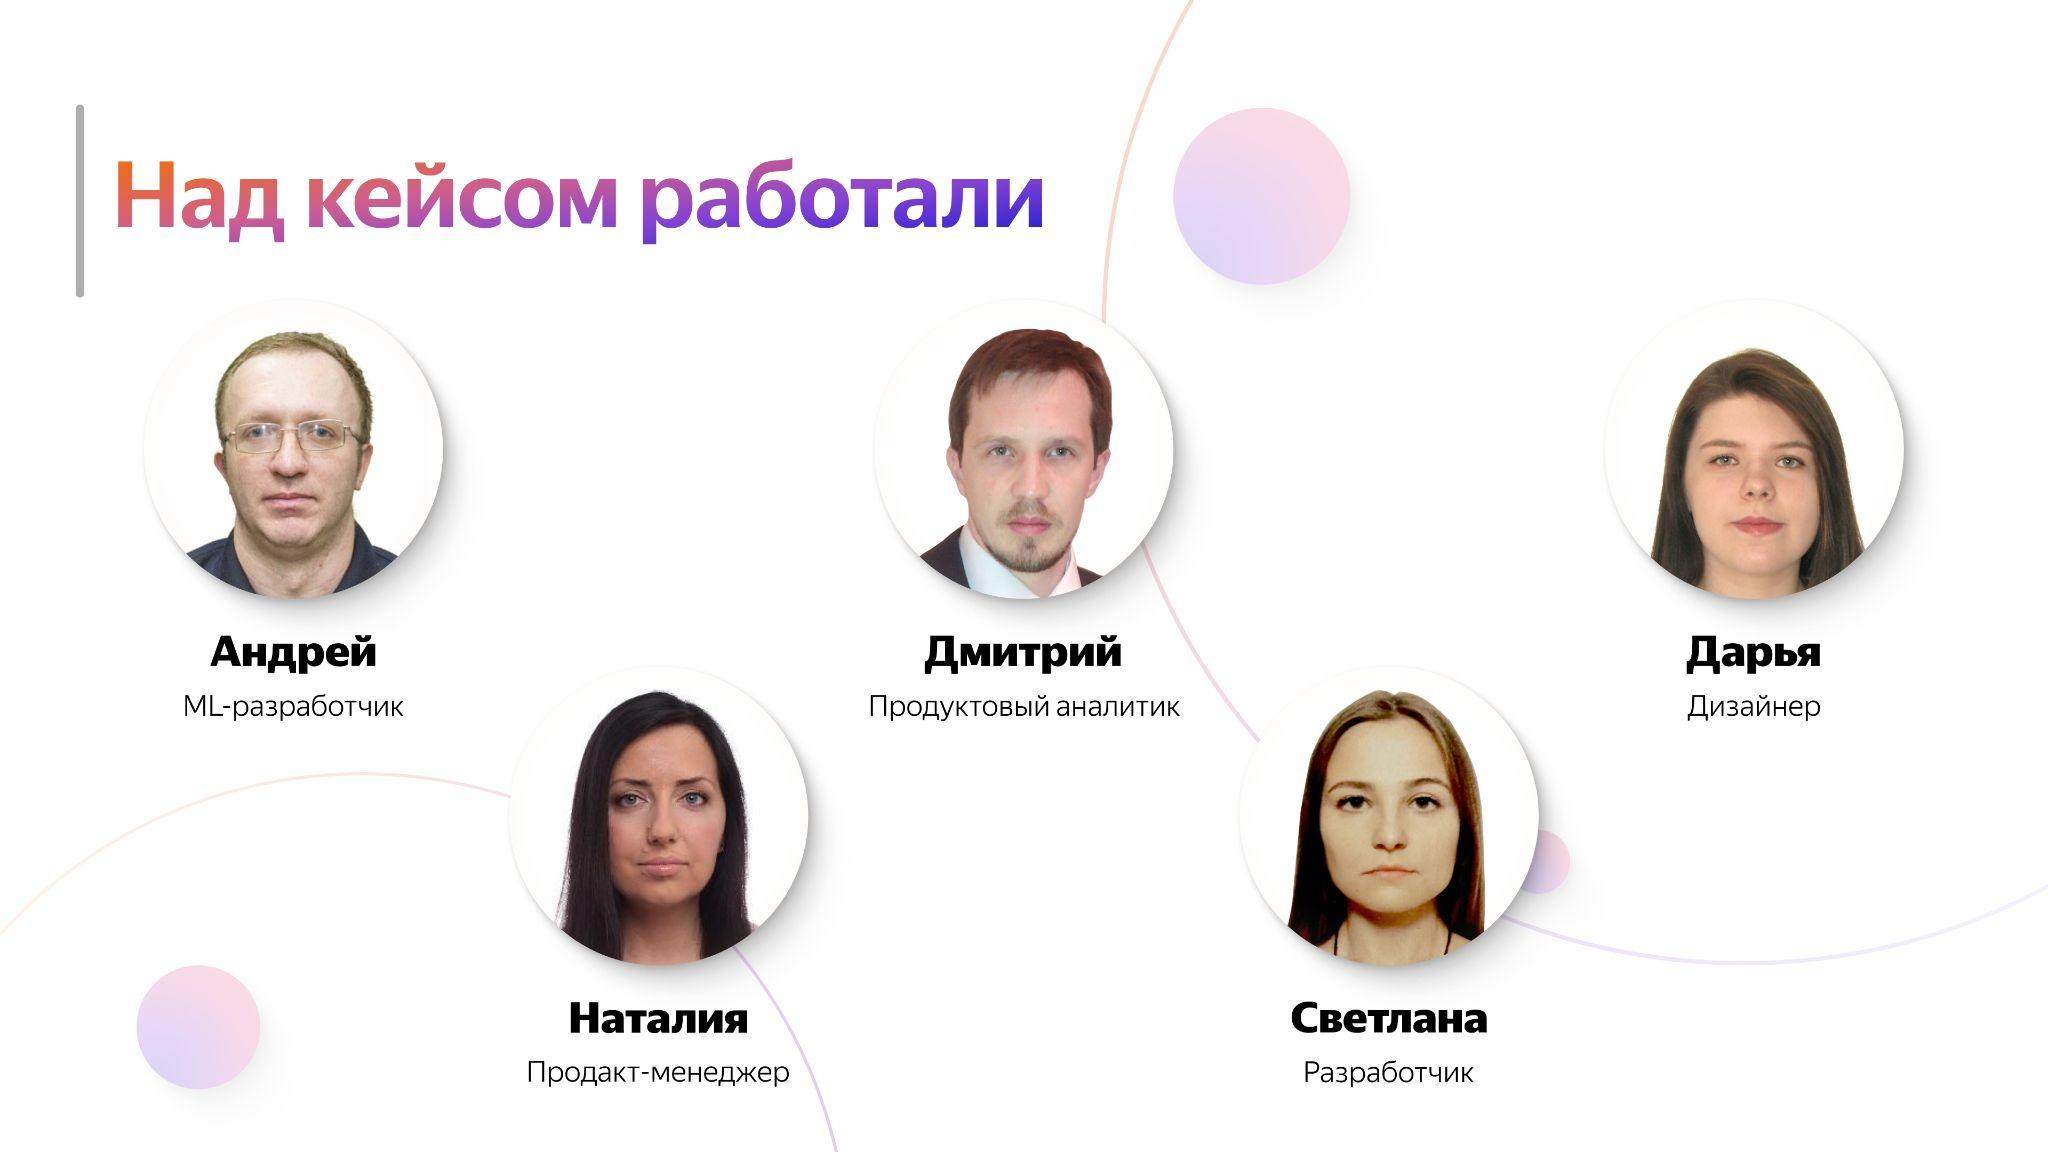 Над кейсом работали
Андрей
ML-разработчик
Дмитрий
Продуктовый аналитик
Дарья
Дизайнер
Наталия
Продакт-менеджер
Светлана
Разработчик